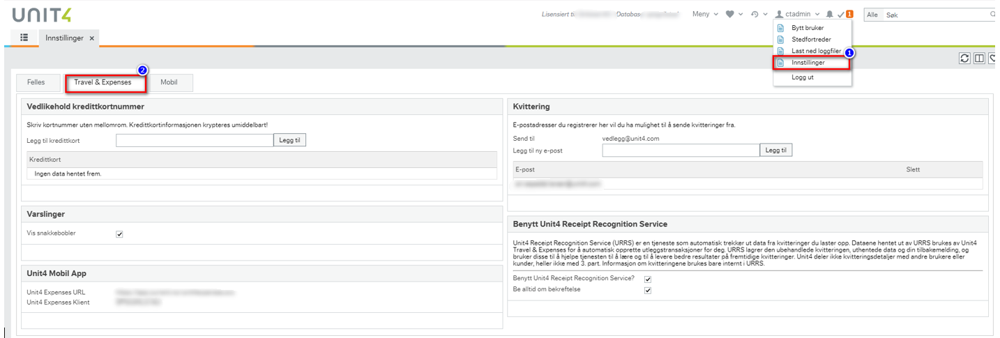 UNIT4
Lisensiert ti Databas
Meny
ctadmin
1
Alle Søk
Innstillinger x
Bytt bruker
Stedfortreder
Last ned loggfiler
1
Innstillinger
Logg ut
2
Felles Travel & Expenses Mobil
Vedlikehold kredittkortnummer
Skriv kortnummer uten mellomrom. Kredittkortinformasjonen krypteres umiddelbart!
Legg til kredittkort Legg til
Kredittkort
Ingen data hentet frem.
Varslinger
Vis snakkebobler
Unit4 Mobil App
Unit4 Expenses URL
Unit4 Expenses Klient
Kvittering
E-postadresser du registrerer her vil du ha mulighet til å sende kvitteringer fra.
Send til vedlegg@unit4.com
Legg til ny e-post Legg til
E-post Slett
Benytt Unit4 Receipt Recognition Service
Unit4 Receipt Recognition Service (URRS) er en tjeneste som automatisk trekker ut data fra kvitteringer du laster opp. Dataene hentet ut av URRS brukes av Unit4
Travel & Expenses for å automatisk opprette utleggstransaksjoner for deg. URRS lagrer den ubehandlede kvitteringen, uthentede data og din tilbakemelding, og
bruker disse til å hjelpe tjenesten til å lære og til å levere bedre resultater på fremtidige kvitteringer. Unit4 deler ikke kvitteringsdetaljer med andre brukere eller
kunder, heller ikke med 3. part. Informasjon om kvitteringene brukes bare internt i URRS.
Benytt Unit4 Receipt Recognition Service?
Be alltid om bekreftelse